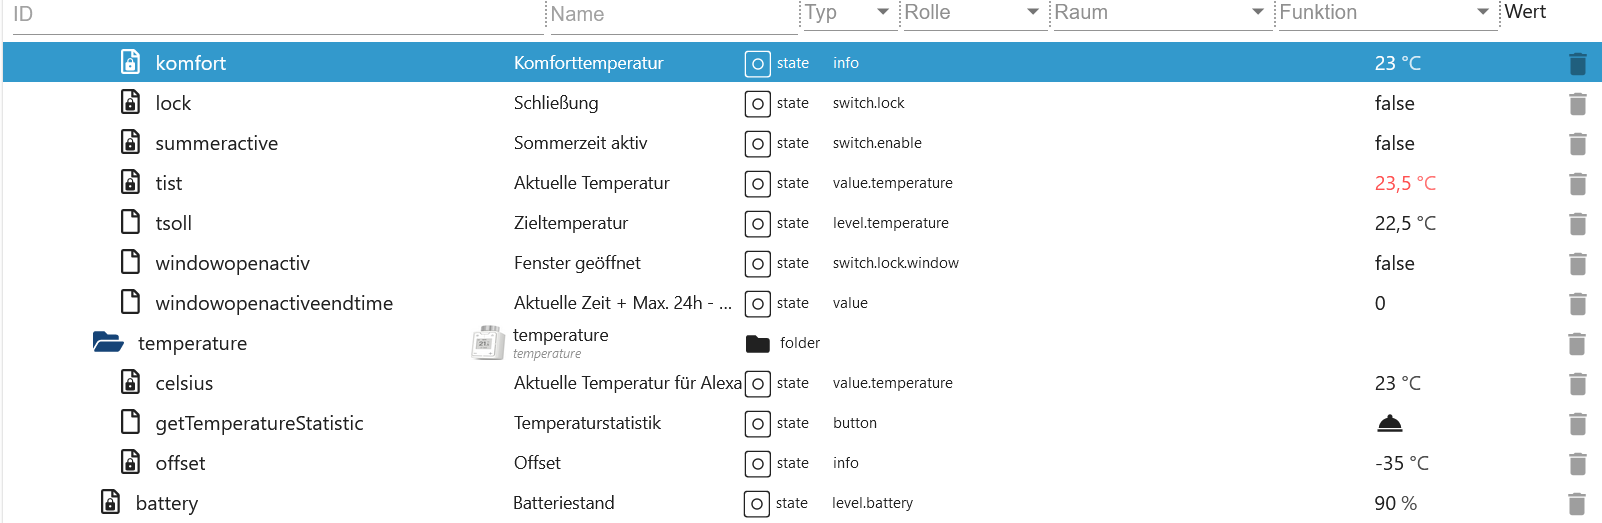 ID Name Typ Rolle Raum Funktion Wert
komfort Komforttemperatur state info 23 °C
lock Schließung state switch.lock false
summeractive Sommerzeit aktiv state switch.enable false
tist Aktuelle Temperatur state value.temperature 23,5 °C
tsoll Zieltemperatur state level.temperature 22,5 °C
windowopenactiv Fenster geöffnet state switch.lock.window false
windowopenactiveendtime Aktuelle Zeit + Max. 24h - ... state value 0
temperature temperature folder
temperature
celsius Aktuelle Temperatur für Alexa state value.temperature 23 °C
getTemperatureStatistic Temperaturstatistik state button
offset Offset state info -35 °C
battery Batteriestand state level.battery 90 %